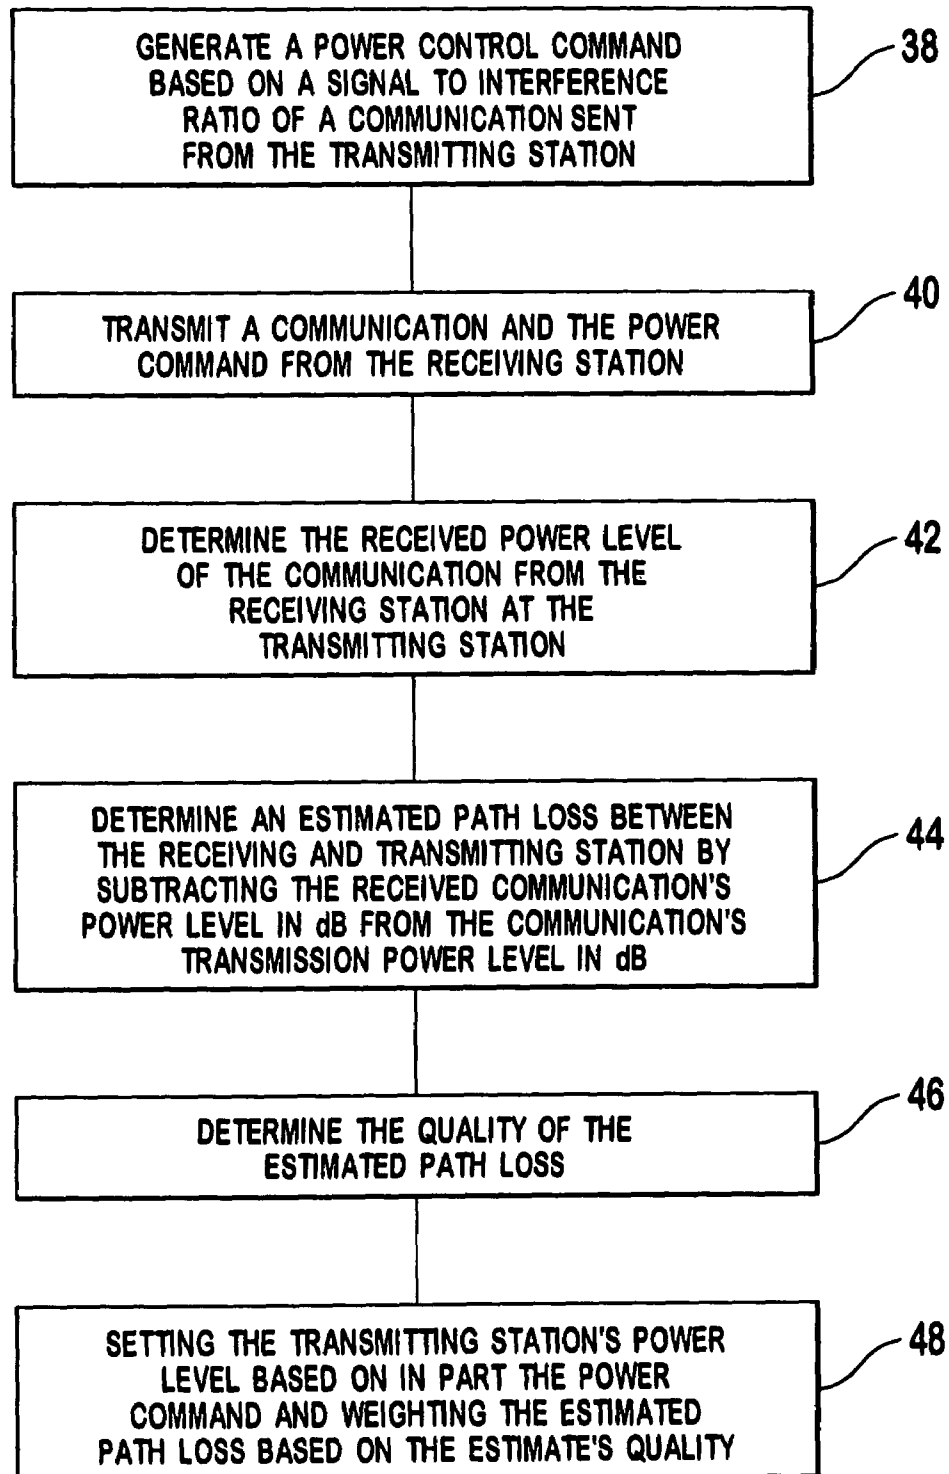 GENERATE A POWER CONTROL COMMAND
BASED ON A SIGNAL TO INTERFERENCE
RATIO OF A COMMUNICATION SENT
FROM THE TRANSMITTING STATION
38
TRANSMIT A COMMUNICATION AND THE POWER
COMMAND FROM THE RECEIVING STATION
40
DETERMINE THE RECEIVED POWER LEVEL
OF THE COMMUNICATION FROM THE
RECEIVING STATION AT THE
TRANSMITTING STATION
42
DETERMINE AN ESTIMATED PATH LOSS BETWEEN
THE RECEIVING AND TRANSMITTING STATION BY
SUBTRACTING THE RECEIVED COMMUNICATION'S
POWER LEVEL IN dB FROM THE COMMUNICATION'S
TRANSMISSION POWER LEVEL IN dB
44
DETERMINE THE QUALITY OF THE
ESTIMATED PATH LOSS
46
SETTING THE TRANSMITTING STATION'S POWER
LEVEL BASED ON IN PART THE POWER
COMMAND AND WEIGHTING THE ESTIMATED
PATH LOSS BASED ON THE ESTIMATE'S QUALITY
48